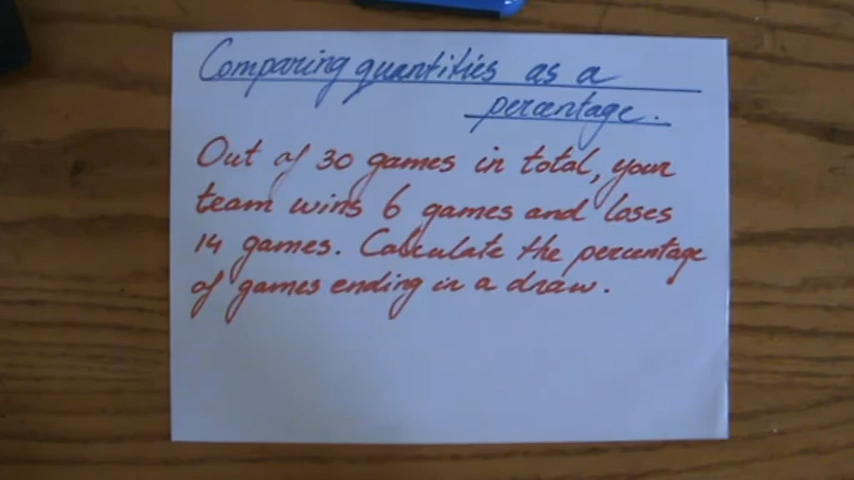 Comparing quantities as a
percentage.
Out of 30 games in total, your
team wins 6 games and loses
14 games. Calculate the percentage
of games ending in a draw.